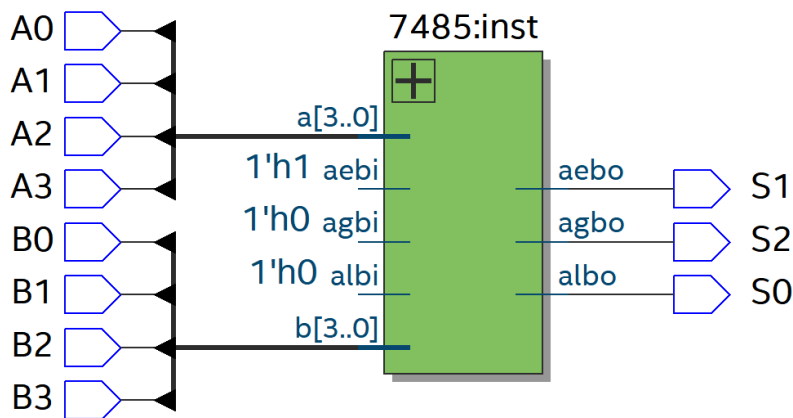 A0
A1
A2
A3
B0
B1
B2
B3
7485:inst
a[3..0]
1'h1 aebi
1'h0 agbi
1'h0 albi
b[3..0]
aebo
agbo
albo
S1
S2
S0